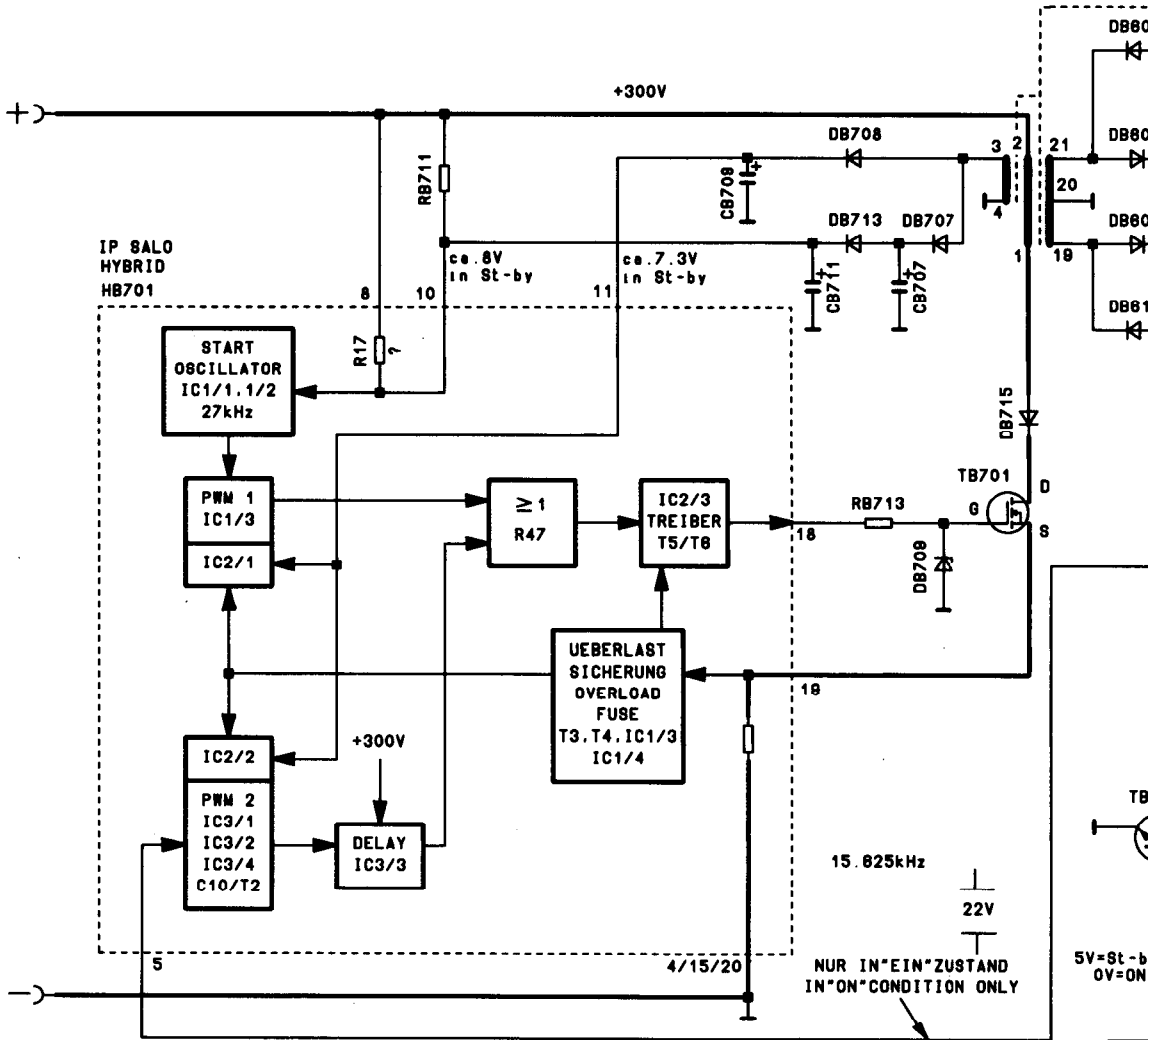 DB60
+300V
+
DB708
3
2
21
DB60
RB711
CB709
+
4
20
DB713
DB707
DB60
IP SALO
HYBRID
HB701
ca.8V
in St-by
ca.7.3V
in St-by
+
CB711
+
CB707
1
19
8
10
11
DB61
START
OSCILLATOR
IC1/1,1/2
27kHz
R17
?
DB715
PWM 1
IC1/3
IC2/1
≥1
R47
IC2/3
TREIBER
T5/T6
18
RB713
TB701
D
G
S
DB709
UEBERLAST
SICHERUNG
OVERLOAD
FUSE
T3,T4,IC1/3
IC1/4
19
+300V
IC2/2
PWM 2
IC3/1
IC3/2
IC3/4
C10/T2
DELAY
IC3/3
TB
15.625kHz
22V
5
4/15/20
NUR IN"EIN"ZUSTAND
IN"ON"CONDITION ONLY
5V=St-b
0V=ON
-